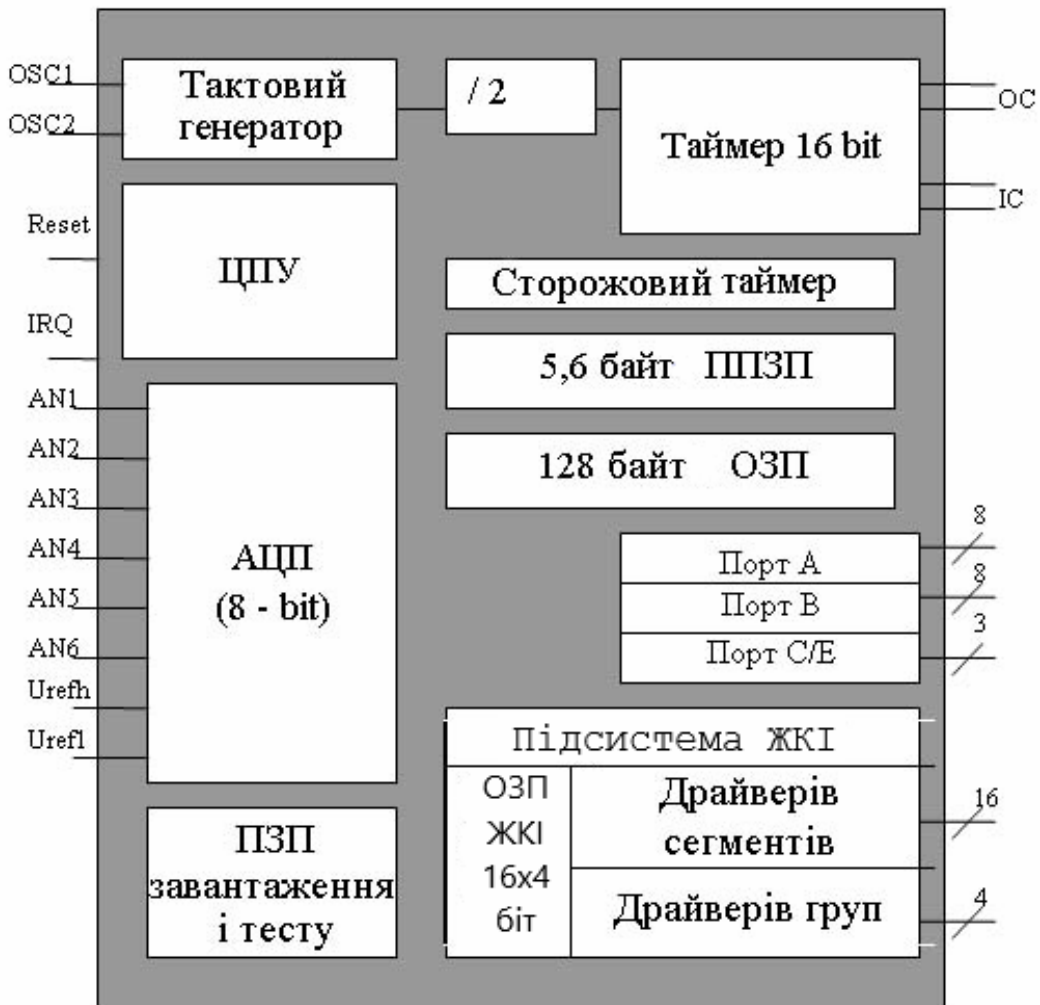 OSC1
OSC2
Тактовий
генератор
/ 2
Таймер 16 bit
OC
IC
Reset
ЦПУ
IRQ
Сторожовий таймер
5,6 байт ППЗП
128 байт ОЗП
AN1
AN2
AN3
AN4
AN5
AN6
Urefh
Urefl
АЦП
(8 - bit)
Порт А
8
Порт В
8
Порт С/Е
3
Підсистема ЖКІ
ОЗП
ЖКІ
16х4
біт
Драйверів
сегментів
16
Драйверів груп
4
ПЗП
завантаження
і тесту